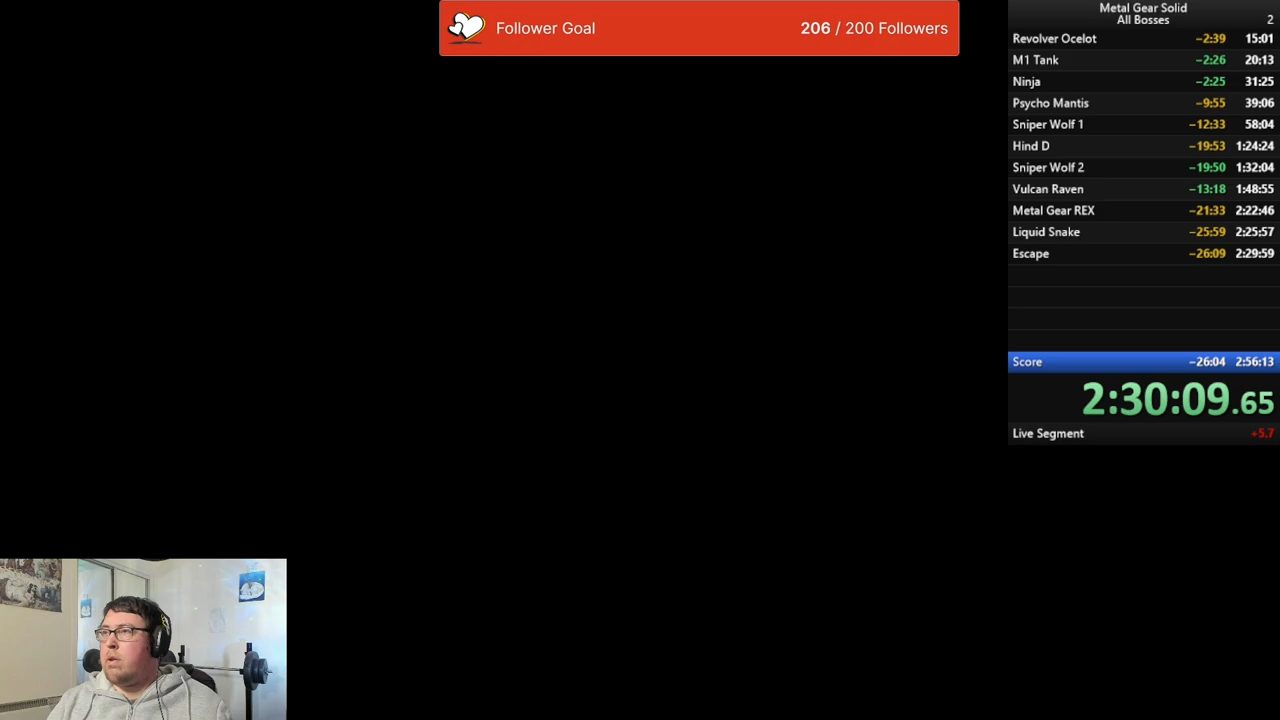 Follower Goal 206 / 200 Followers
Metal Gear Solid
All Bosses 2
Revolver Ocelot −2:39 15:01
M1 Tank −2:26 20:13
Ninja −2:25 31:25
Psycho Mantis −9:55 39:06
Sniper Wolf 1 −12:33 58:04
Hind D −19:53 1:24:24
Sniper Wolf 2 −19:50 1:32:04
Vulcan Raven −13:18 1:48:55
Metal Gear REX −21:33 2:22:46
Liquid Snake −25:59 2:25:57
Escape −26:09 2:29:59
Score −26:04 2:56:13
2:30:09.65
Live Segment +5.7